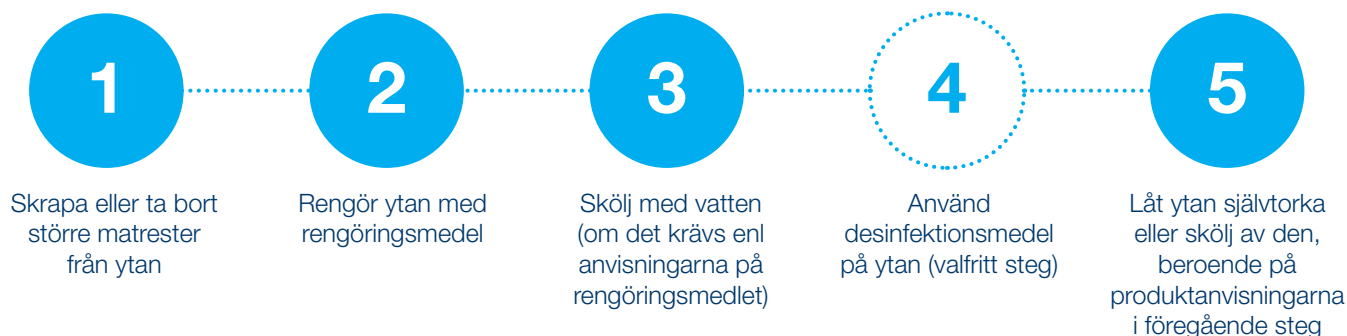 1
Skrapa eller ta bort
större matrester
från ytan
2
Rengör ytan med
rengöringsmedel
3
Skölj med vatten
(om det krävs enl
anvisningarna på
rengöringsmedlet)
4
Använd
desinfektionsmedel
på ytan (valfritt steg)
5
Låt ytan självtorka
eller skölj av den,
beroende på
produktanvisningarna
i föregående steg